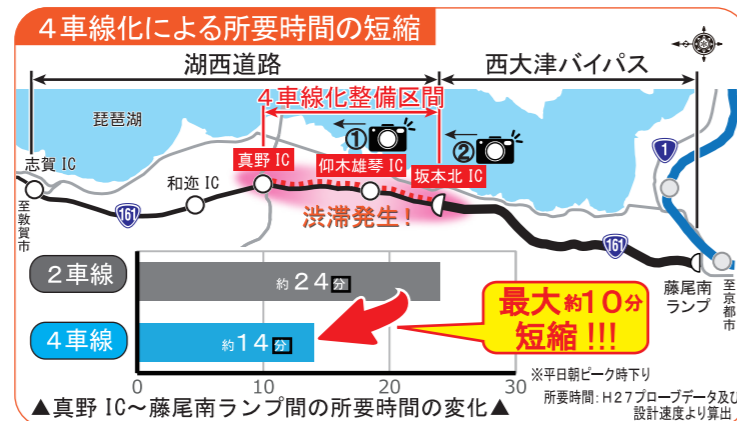 4車線化による所要時間の短縮
湖西道路
西大津バイパス
4車線化整備区間
琵琶湖
①
②
1
志賀 IC
和迩 IC
真野 IC
仰木雄琴 IC
坂本北 IC
至敦賀市
161
渋滞発生!
161
藤尾南
ランプ
至京都市
2車線
約24分
4車線
約14分
最大約10分
短縮!!!
0
10
20
30
※平日朝ピーク時下り
▲真野 IC～藤尾南ランプ間の所要時間の変化▲
所要時間:H27プローブデータ及び
設計速度より算出